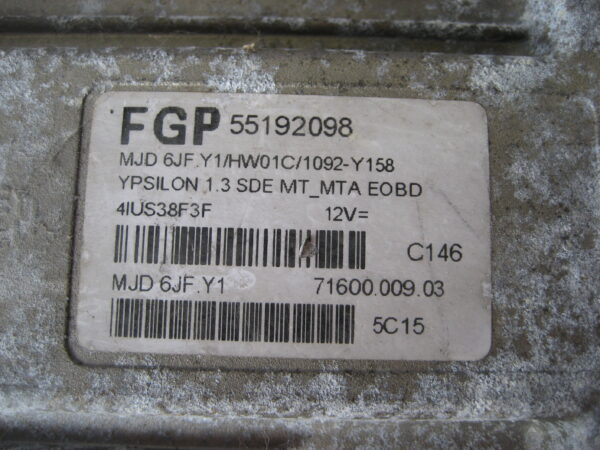 FGP 55192098
MJD 6JF.Y1/HW01C/1092-Y158
YPSILON 1.3 SDE MT_MTA EOBD
4IUS38F3F 12V=
C146
MJD 6JF.Y1 71600.009.03
5C15